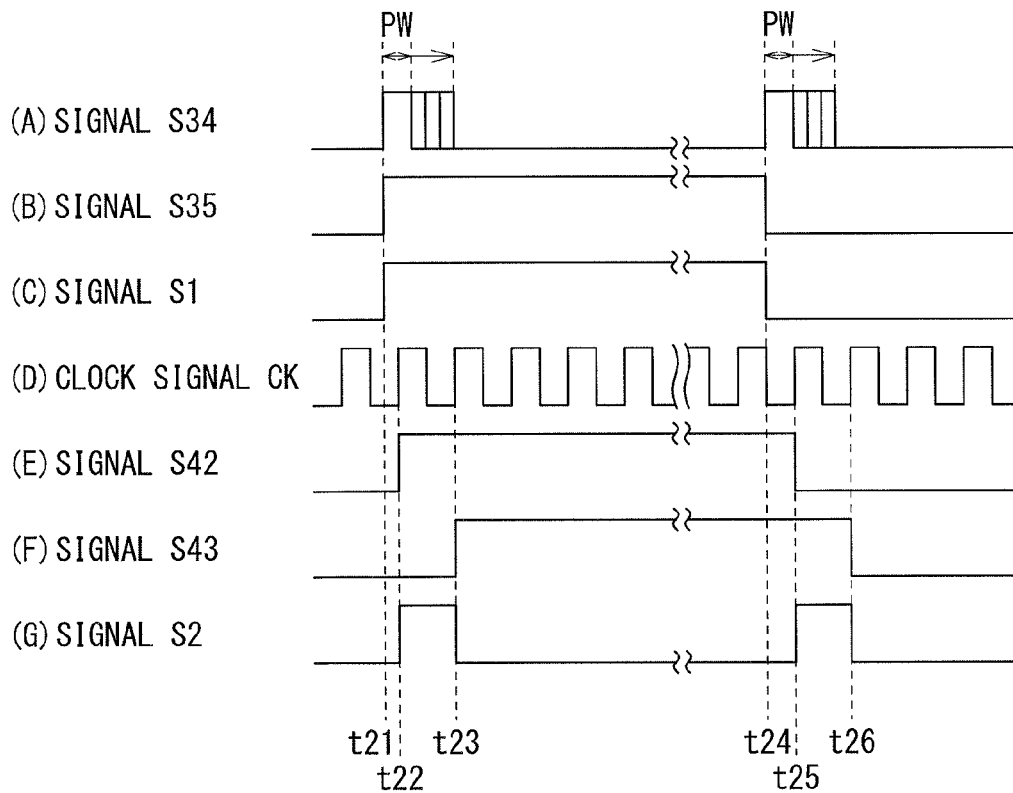 PW PW
(A) SIGNAL S34
(B) SIGNAL S35
(C) SIGNAL S1
(D) CLOCK SIGNAL CK
(E) SIGNAL S42
(F) SIGNAL S43
(G) SIGNAL S2
t21 t23 t24 t26
t22 t25